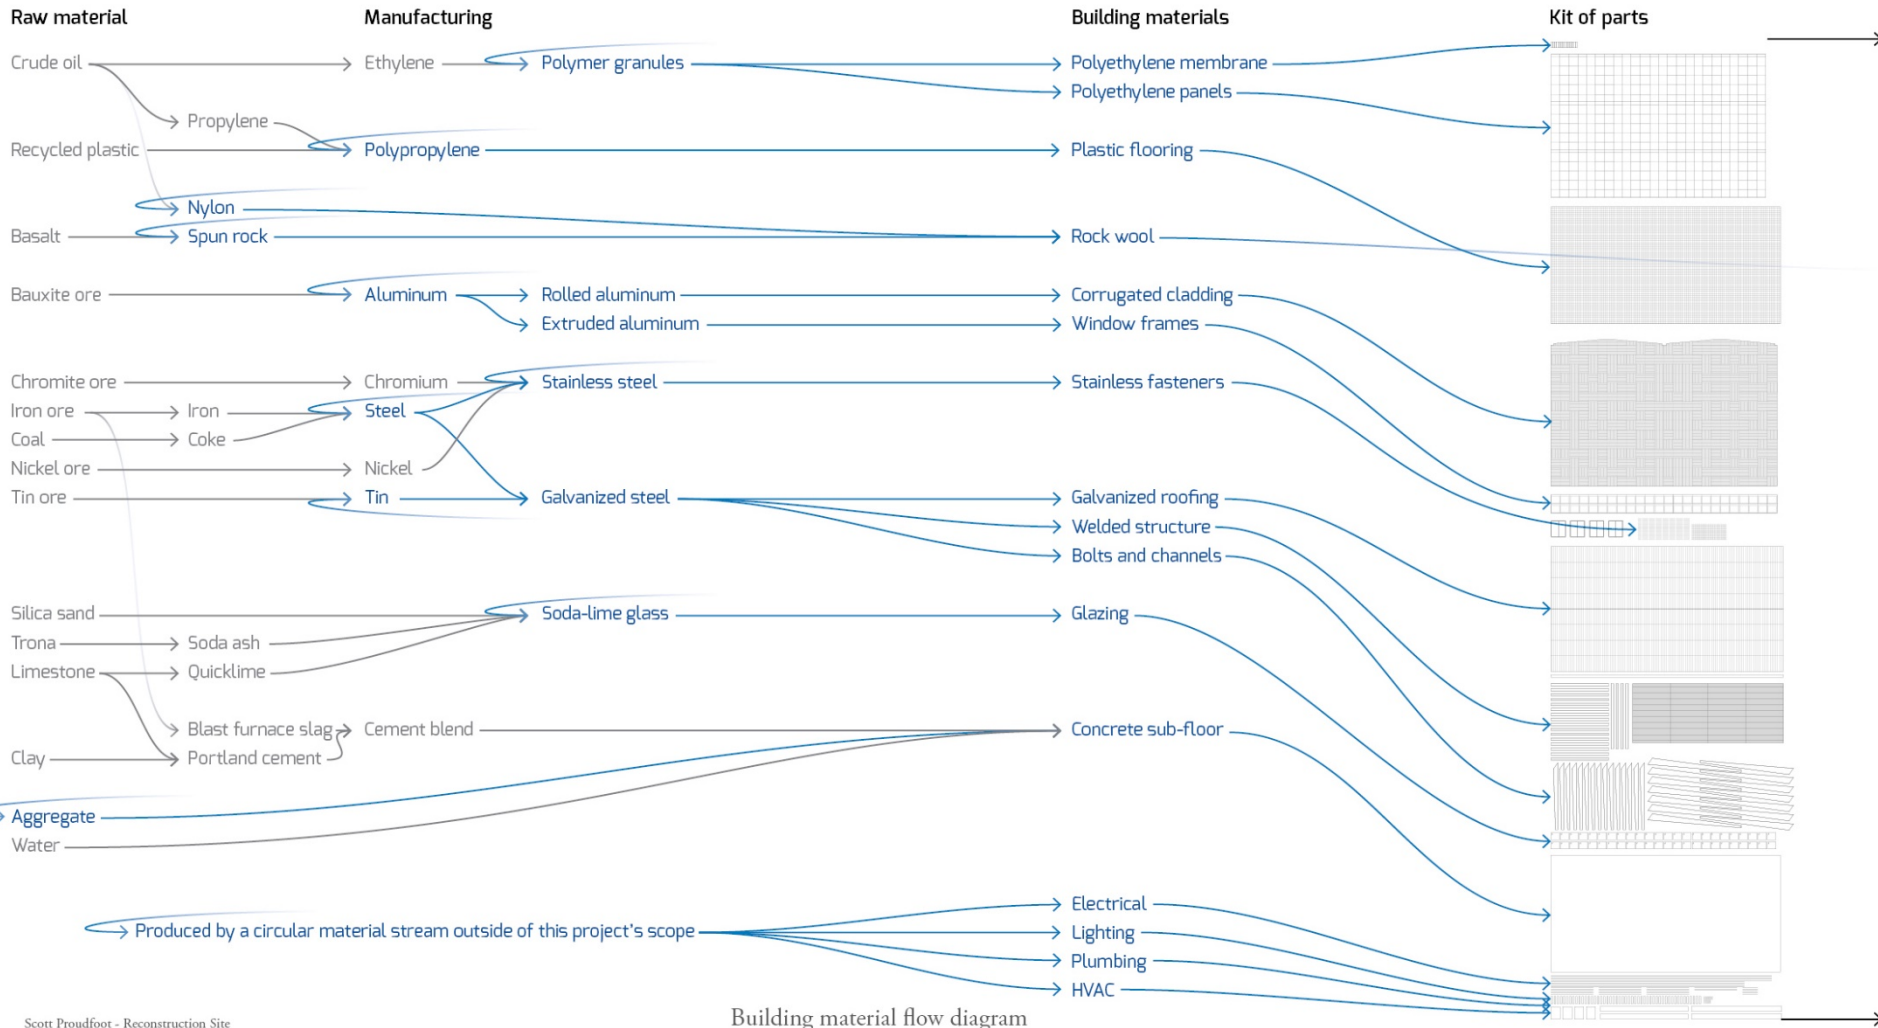 Raw material Manufacturing Building materials Kit of parts
Crude oil Ethylene Polymer granules Polyethylene membrane
Polyethylene panels
Propylene
Recycled plastic Polypropylene Plastic flooring
Nylon
Basalt Spun rock Rock wool
Bauxite ore Aluminum Rolled aluminum Corrugated cladding
Extruded aluminum Window frames
Chromite ore Chromium Stainless steel Stainless fasteners
Iron ore Iron Steel
Coal Coke
Nickel ore Nickel
Tin ore Tin Galvanized steel Galvanized roofing
Welded structure
Bolts and channels
Silica sand Soda-lime glass Glazing
Trona Soda ash
Limestone Quicklime
Blast furnace slag Cement blend Concrete sub-floor
Clay Portland cement
Aggregate
Water
Electrical
Produced by a circular material stream outside of this project's scope Lighting
Plumbing
HVAC
Scott Proudfoot - Reconstruction Site Building material flow diagram